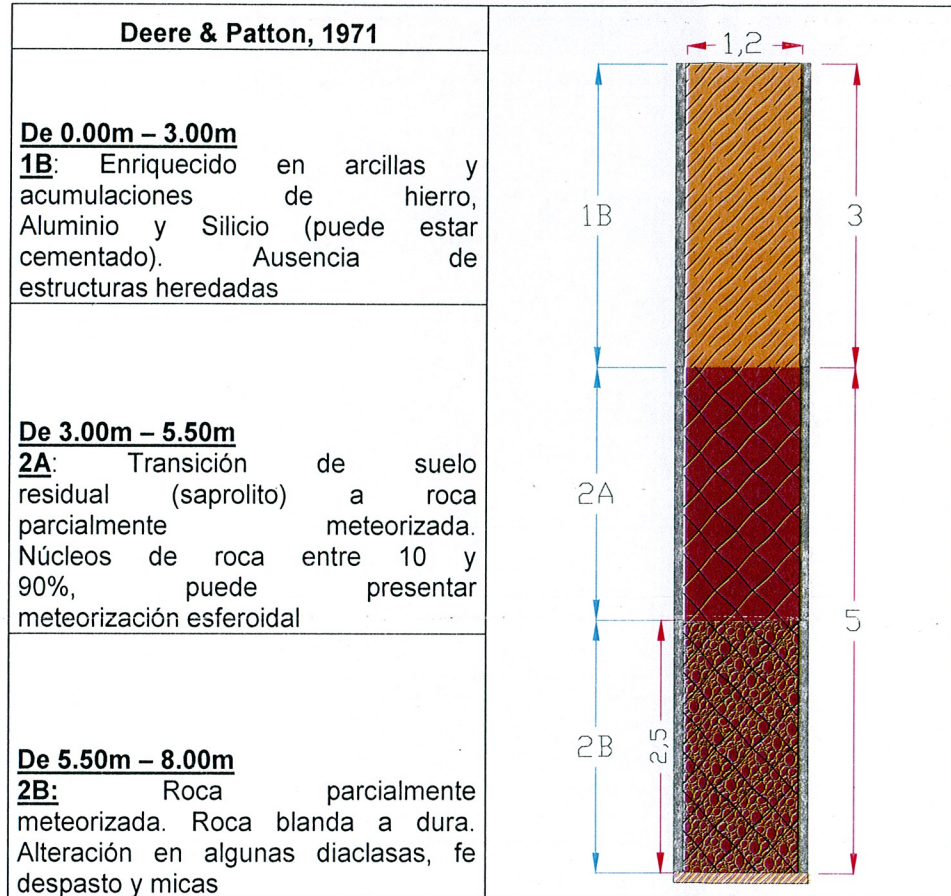 Deere & Patton, 1971
De 0.00m – 3.00m
1B: Enriquecido en arcillas y
acumulaciones de hierro,
Aluminio y Silicio (puede estar
cementado). Ausencia de
estructuras heredadas
De 3.00m – 5.50m
2A: Transición de suelo
residual (saprolito) a roca
parcialmente meteorizada.
Núcleos de roca entre 10 y
90%, puede presentar
meteorización esferoidal
De 5.50m – 8.00m
2B: Roca parcialmente
meteorizada. Roca blanda a dura.
Alteración en algunas diaclasas, fe
despasto y micas
1,2
1B
3
2A
5
2B
2,5